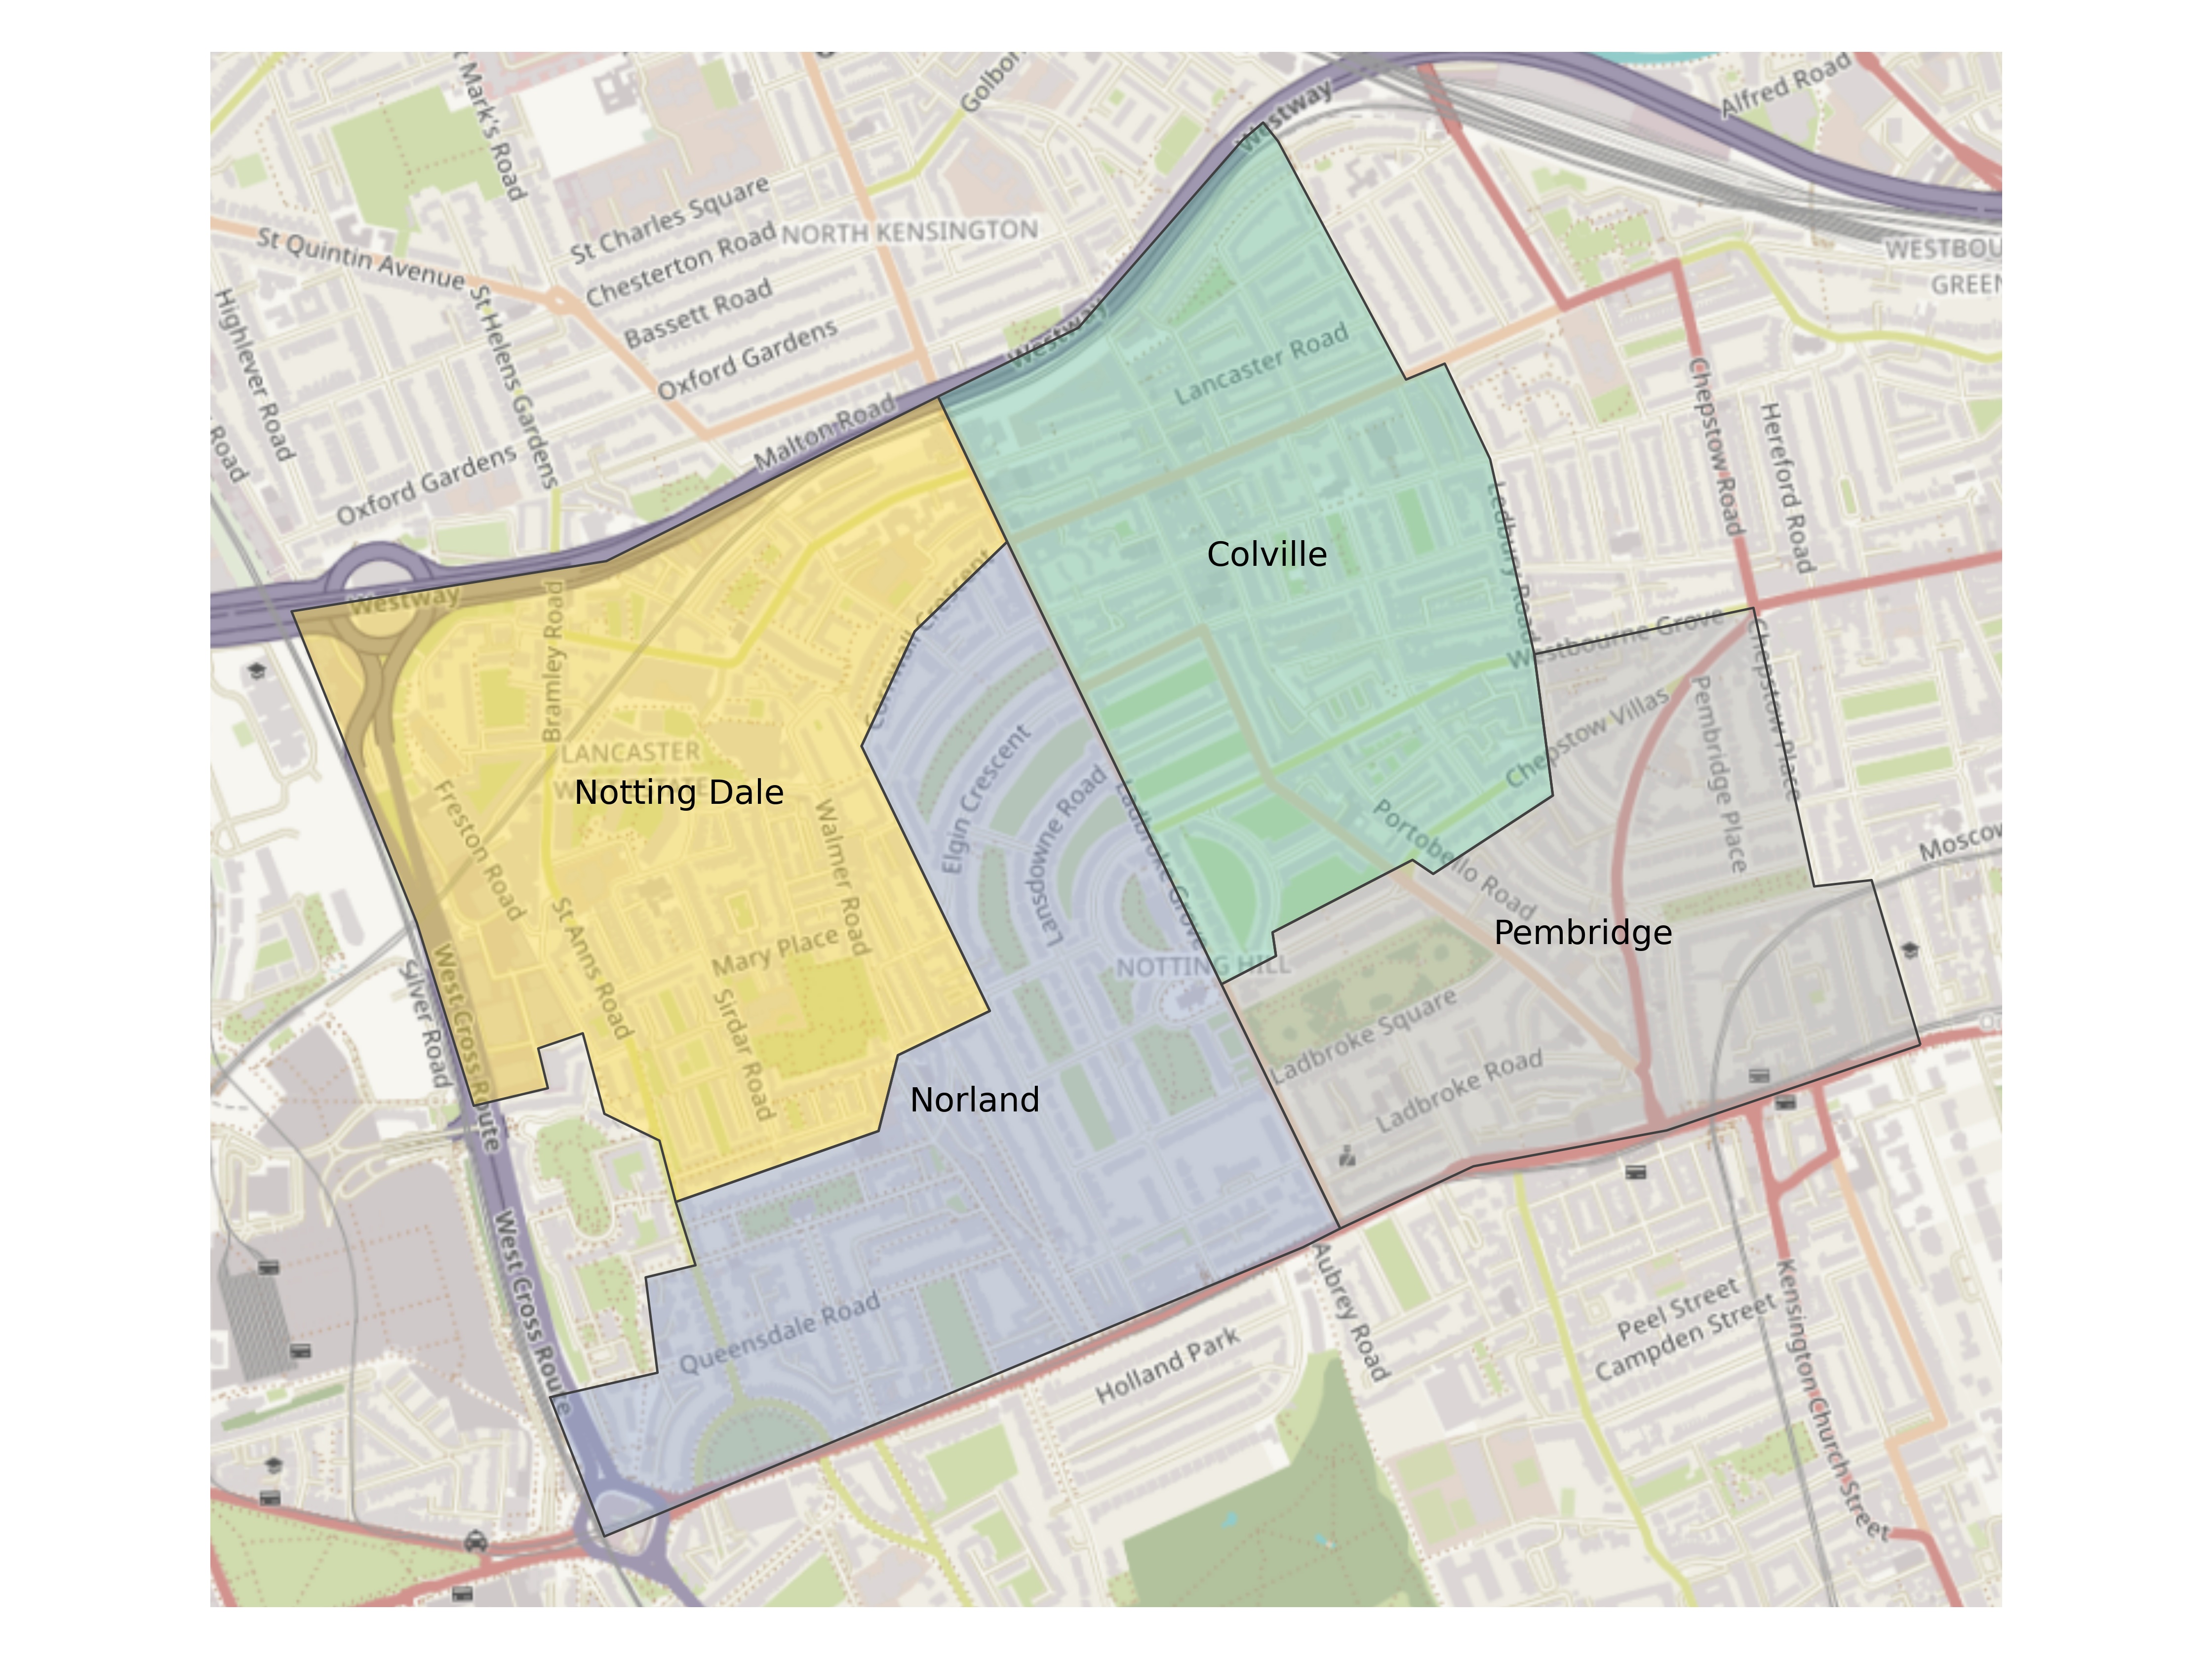 Golbor
Westway
Alfred Road
Mark's Road
St Charles Square
NORTH KENSINGTON
WESTBOU
GREEN
St Quintin Avenue
Chesterton Road
Bassett Road
Oxford Gardens
St Helens Gardens
Highlever Road
Road
Westway
Lancaster Road
Malton Road
Oxford Gardens
Chepstow Road
Hereford Road
Ledbury Road
Colville
Westway
Bramley Road
Cornwall Crescent
Westbourne Grove
Chepstow Place
Chepstow Villas
Pembridge Place
LANCASTER
Notting Dale
Freston Road
Walmer Road
Elgin Crescent
Lansdowne Road
Ladbroke Grove
Portobello Road
Moscow
Pembridge
St Anns Road
Mary Place
Sirdar Road
NOTTING HILL
Silver Road
West Cross Route
Ladbroke Square
Ladbroke Road
Norland
West Cross Route
Queensdale Road
Holland Park
Aubrey Road
Peel Street
Campden Street
Kensington Church Street